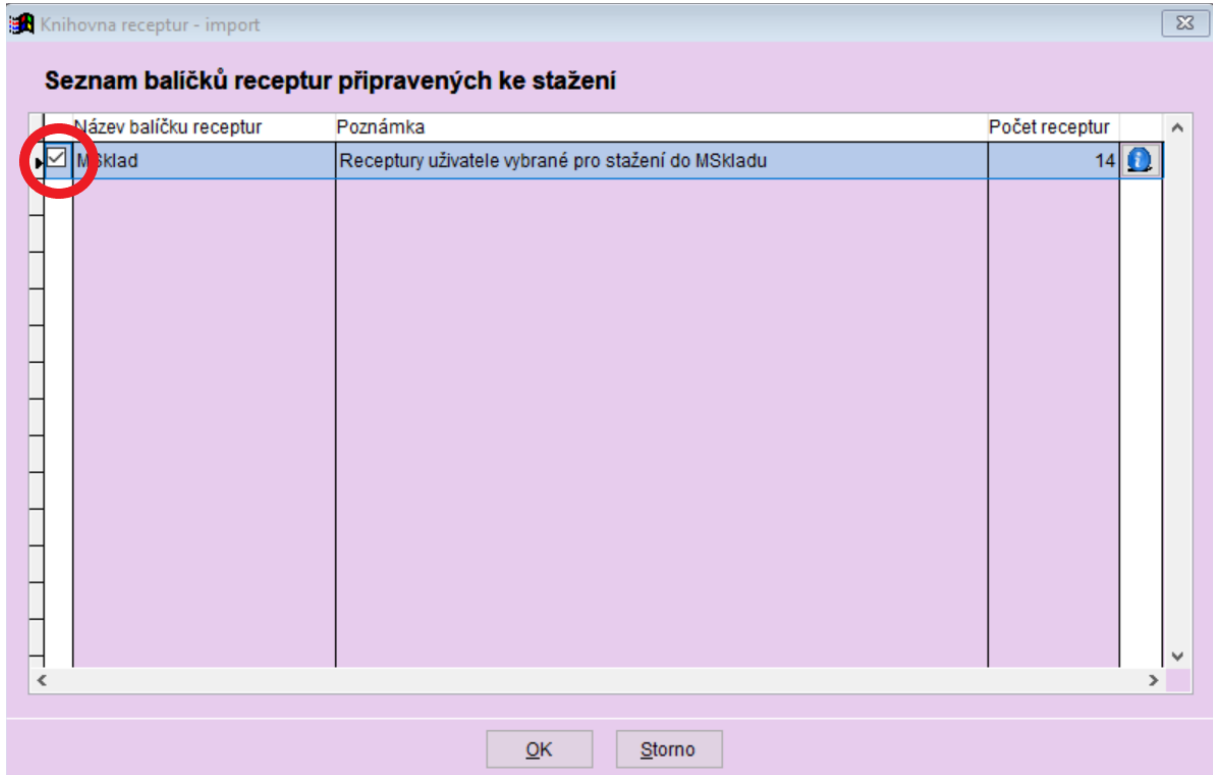 Knihovna receptur - import
Seznam balíčků receptur připravených ke stažení
Název balíčku receptur Poznámka Počet receptur
MSklad Receptury uživatele vybrané pro stažení do MSkladu 14
OK Storno